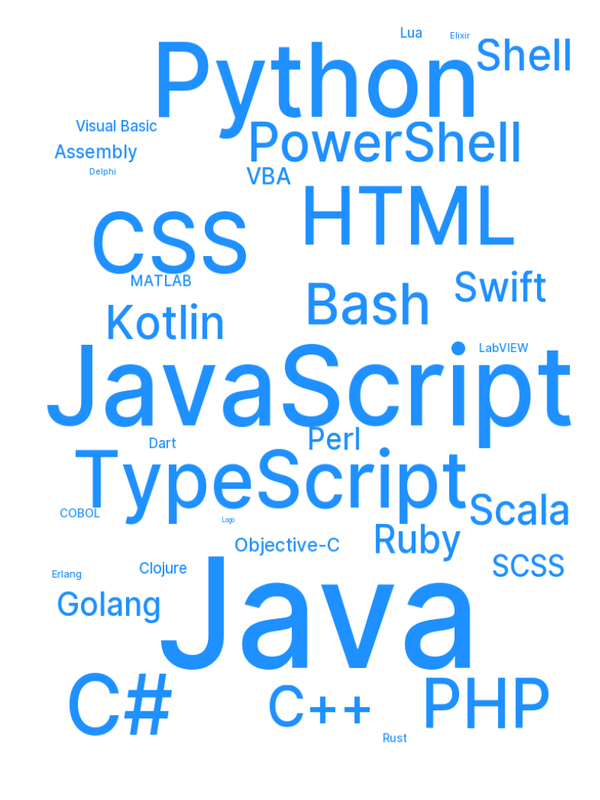 Lua
Elixir
Shell
Python
Visual Basic
PowerShell
Assembly
Delphi
VBA
HTML
CSS
MATLAB
Swift
Bash
Kotlin
LabVIEW
JavaScript
Perl
Dart
TypeScript
COBOL
Logo
Scala
Ruby
Objective-C
SCSS
Clojure
Erlang
Golang
Java
C#
C++
PHP
Rust